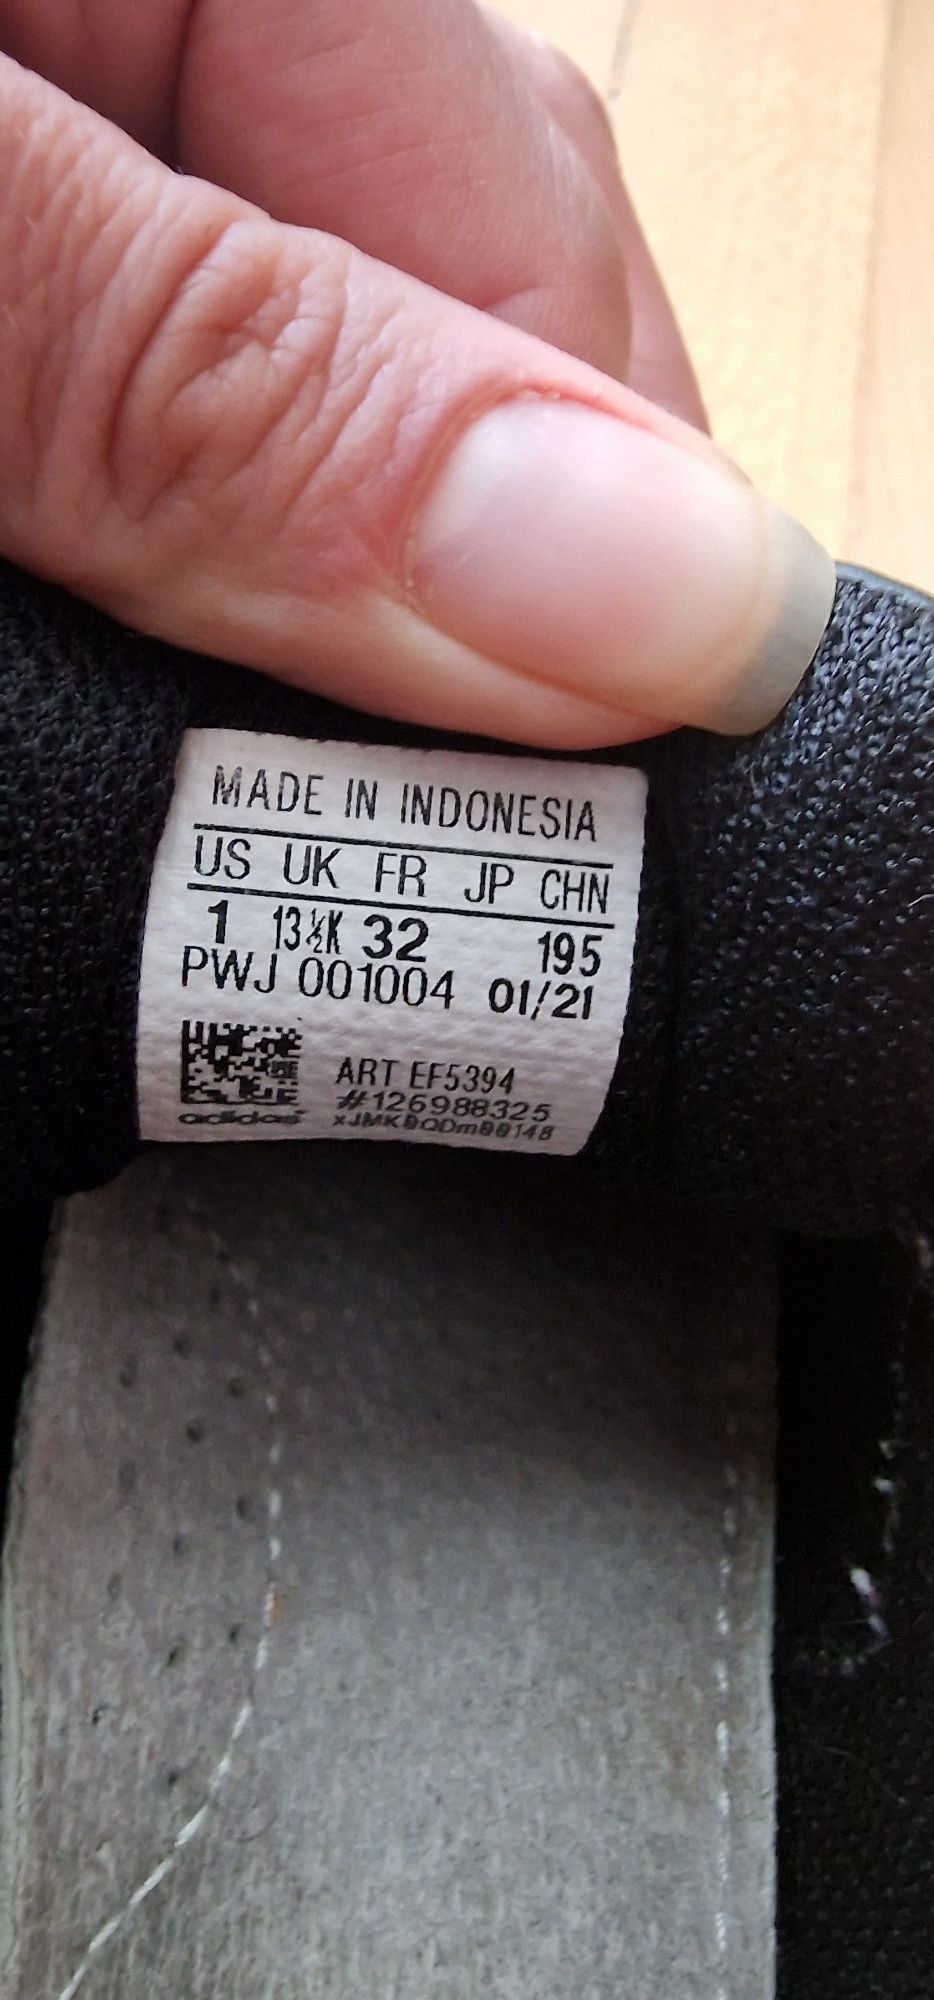 MADE IN INDONESIA
US UK FR JP CHN
1 13½K 32 195
PWJ 001004 01/21
ART EF5394
#126988325
adidas